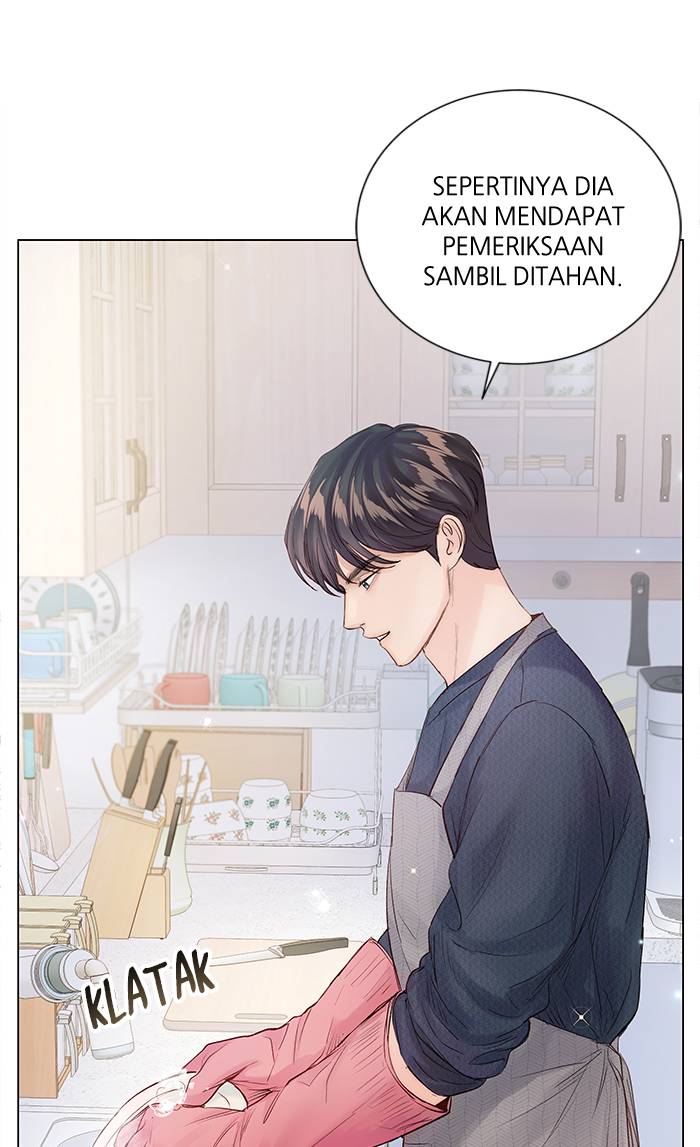 SEPERTINYA DIA
AKAN MENDAPAT
PEMERIKSAAN
SAMBIL DITAHAN.
KLATAK